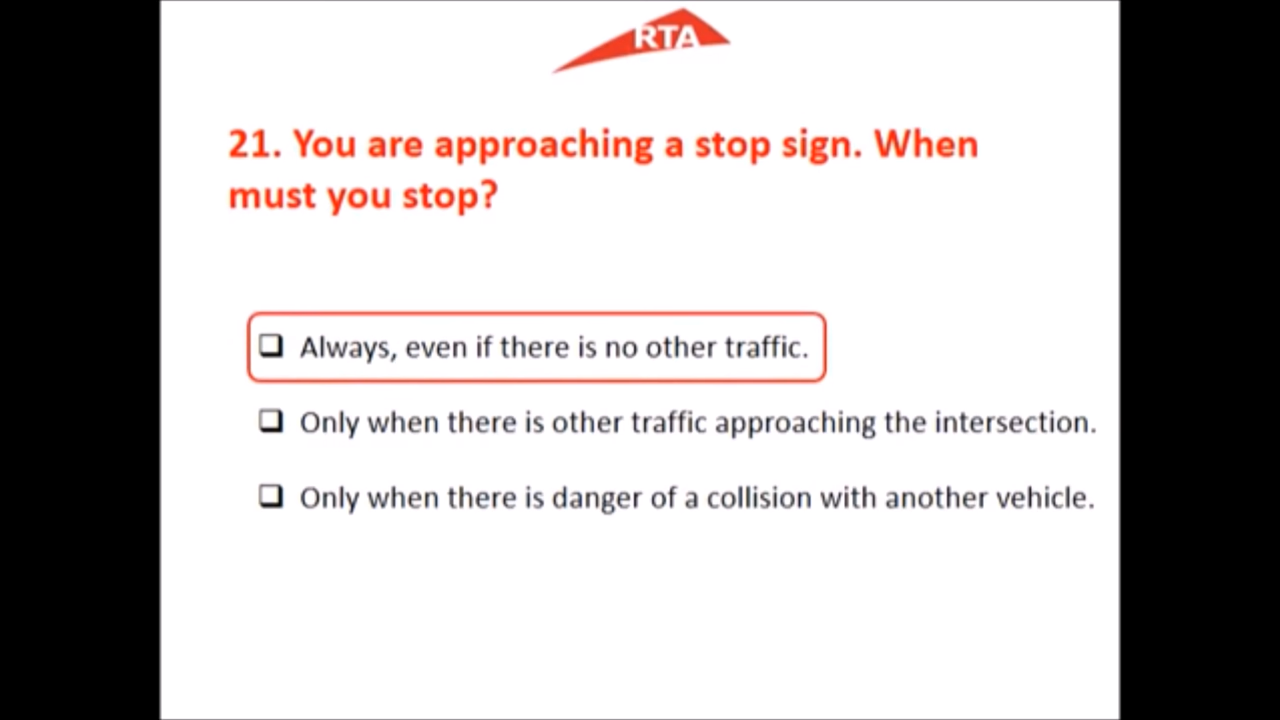 RTA
21. You are approaching a stop sign. When
must you stop?
❑ Always, even if there is no other traffic.
❑ Only when there is other traffic approaching the intersection.
❑ Only when there is danger of a collision with another vehicle.